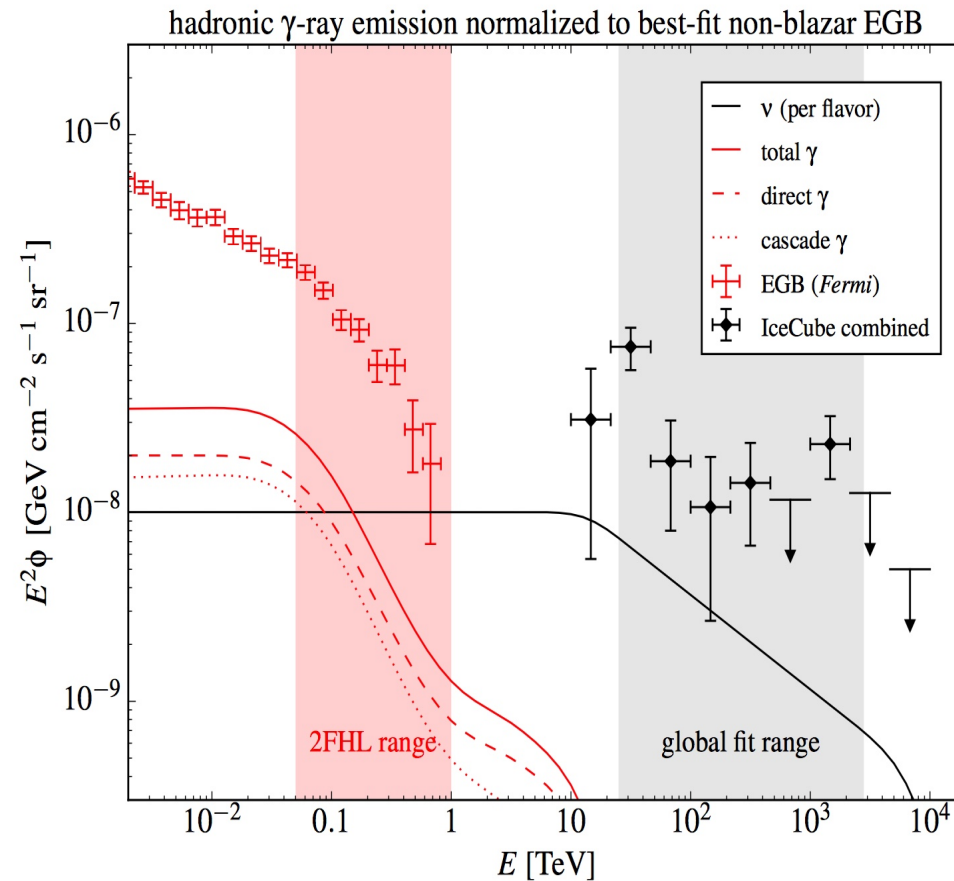 hadronic γ-ray emission normalized to best-fit non-blazar EGB
10⁻⁶
10⁻⁷
10⁻⁸
10⁻⁹
E²ϕ [GeV cm⁻² s⁻¹ sr⁻¹]
ν (per flavor)
total γ
direct γ
cascade γ
EGB (Fermi)
IceCube combined
2FHL range
global fit range
10⁻² 0.1 1 10 10² 10³ 10⁴
E [TeV]